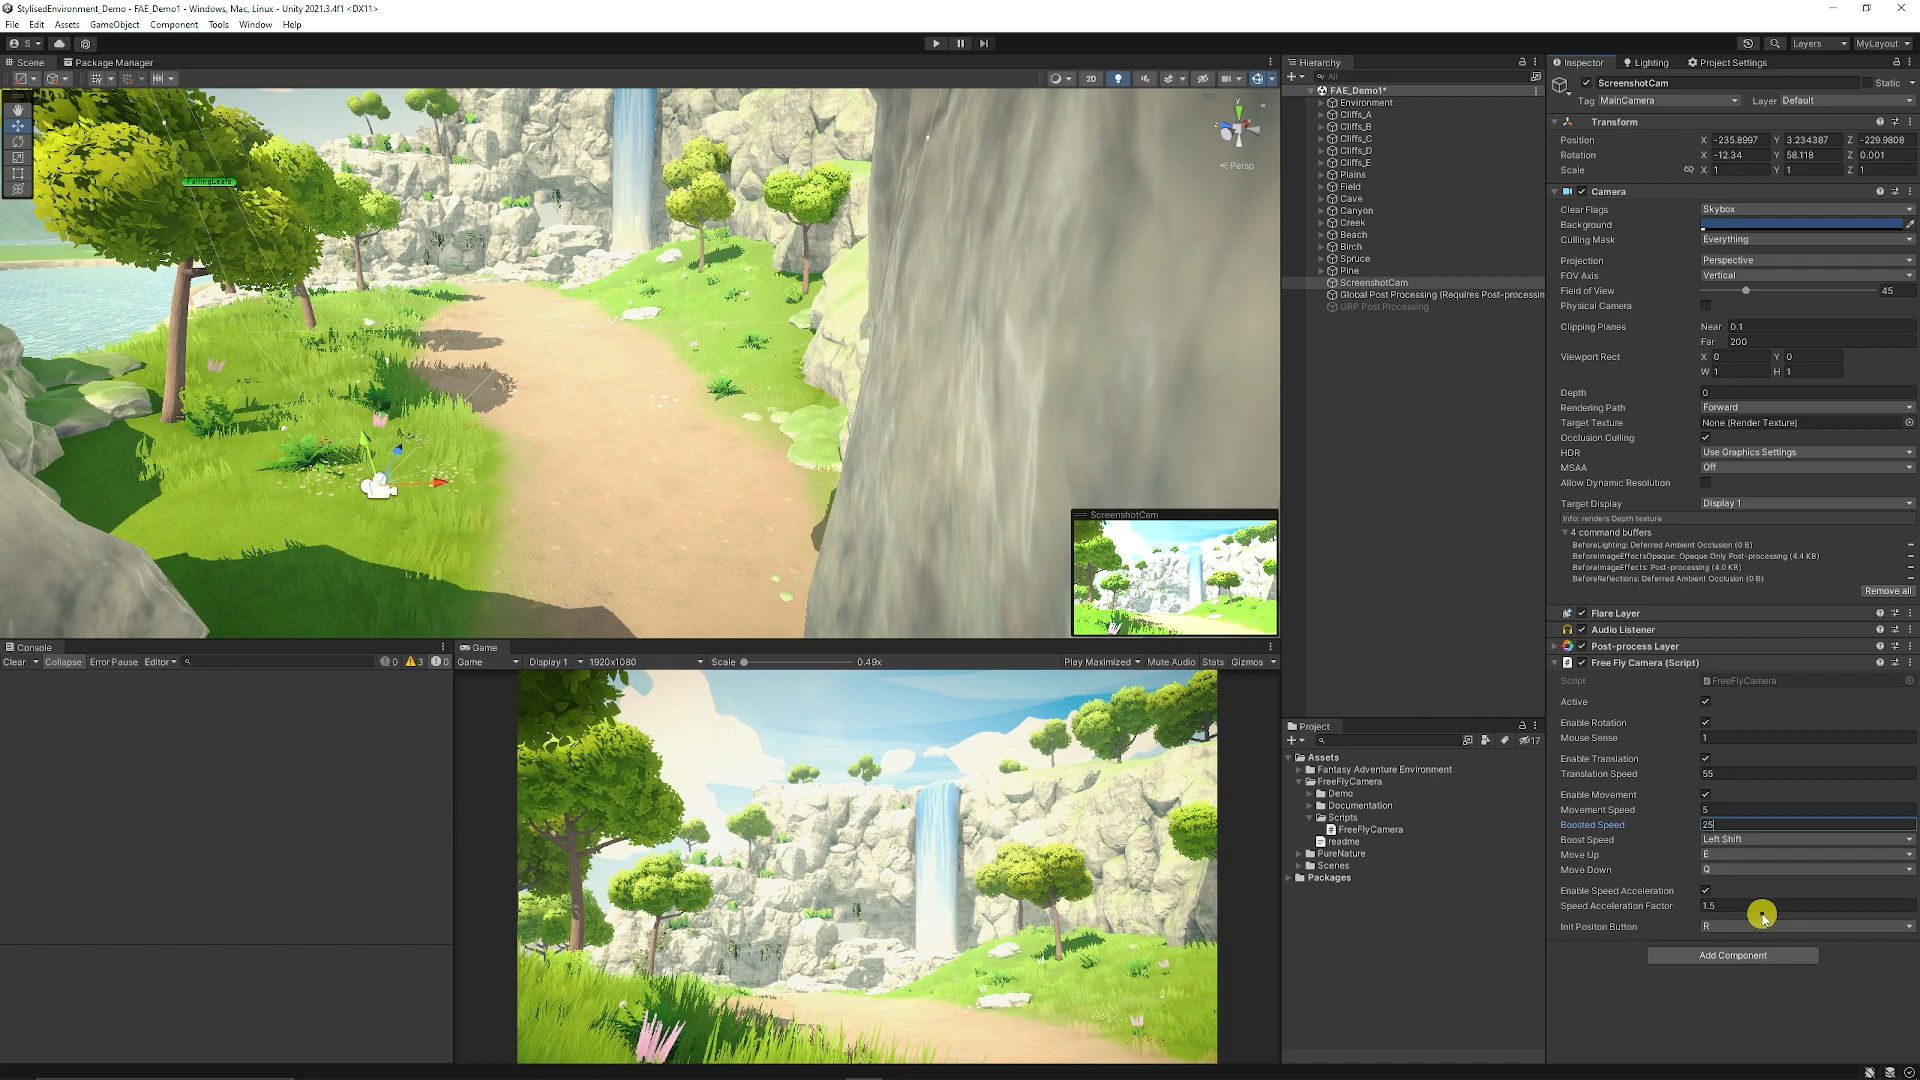 StylisedEnvironment_Demo - FAE_Demo1 - Windows, Mac, Linux - Unity 2021.3.4f1 <DX11>
File Edit Assets GameObject Component Tools Window Help
S
Layers
MyLayout
Scene
Package Manager
2D
FallingLeafs
y
Persp
ScreenshotCam
Console
Clear Collapse Error Pause Editor
0 3 0
Game
Game Display 1 1920x1080 Scale 0.49x Play Maximized Mute Audio Stats Gizmos
Hierarchy
All
FAE_Demo1*
Environment
Cliffs_A
Cliffs_B
Cliffs_C
Cliffs_D
Cliffs_E
Plains
Field
Cave
Canyon
Creek
Beach
Birch
Spruce
Pine
ScreenshotCam
Global Post Processing (Requires Post-processin
URP Post Processing
Project
17
Assets
Fantasy Adventure Environment
FreeFlyCamera
Demo
Documentation
Scripts
FreeFlyCamera
readme
PureNature
Scenes
Packages
Inspector Lighting Project Settings
ScreenshotCam Static
Tag MainCamera Layer Default
Transform
Position X -235.8997 Y 3.234387 Z -229.9808
Rotation X -12.34 Y 58.118 Z 0.001
Scale X 1 Y 1 Z 1
Camera
Clear Flags Skybox
Background
Culling Mask Everything
Projection Perspective
FOV Axis Vertical
Field of View 45
Physical Camera
Clipping Planes Near 0.1
Far 200
Viewport Rect X 0 Y 0
W 1 H 1
Depth 0
Rendering Path Forward
Target Texture None (Render Texture)
Occlusion Culling
HDR Use Graphics Settings
MSAA Off
Allow Dynamic Resolution
Target Display Display 1
Info: renders Depth texture
4 command buffers
BeforeLighting: Deferred Ambient Occlusion (0 B)
BeforeImageEffectsOpaque: Opaque Only Post-processing (4.4 KB)
BeforeImageEffects: Post-processing (4.0 KB)
BeforeReflections: Deferred Ambient Occlusion (0 B)
Remove all
Flare Layer
Audio Listener
Post-process Layer
Free Fly Camera (Script)
Script FreeFlyCamera
Active
Enable Rotation
Mouse Sense 1
Enable Translation
Translation Speed 55
Enable Movement
Movement Speed 5
Boosted Speed 25
Boost Speed Left Shift
Move Up E
Move Down Q
Enable Speed Acceleration
Speed Acceleration Factor 1.5
Init Positon Button R
Add Component